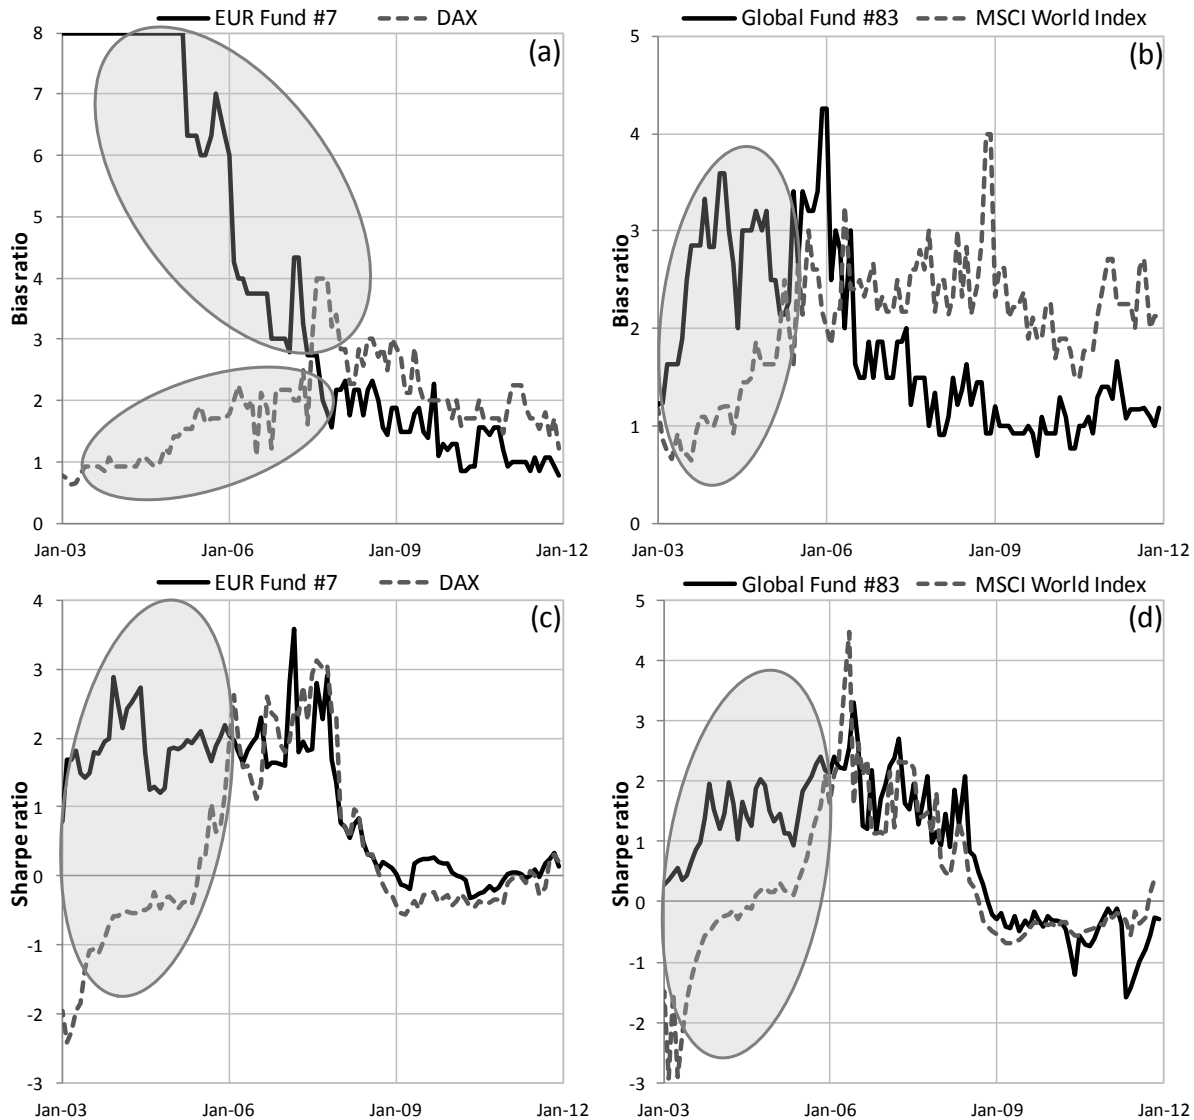 EUR Fund #7 DAX
(a)
Bias ratio
8
7
6
5
4
3
2
1
0
Jan-03 Jan-06 Jan-09 Jan-12
Global Fund #83 MSCI World Index
(b)
Bias ratio
5
4
3
2
1
0
Jan-03 Jan-06 Jan-09 Jan-12
EUR Fund #7 DAX
(c)
Sharpe ratio
4
3
2
1
0
-1
-2
-3
Jan-03 Jan-06 Jan-09 Jan-12
Global Fund #83 MSCI World Index
(d)
Sharpe ratio
5
4
3
2
1
0
-1
-2
-3
Jan-03 Jan-06 Jan-09 Jan-12